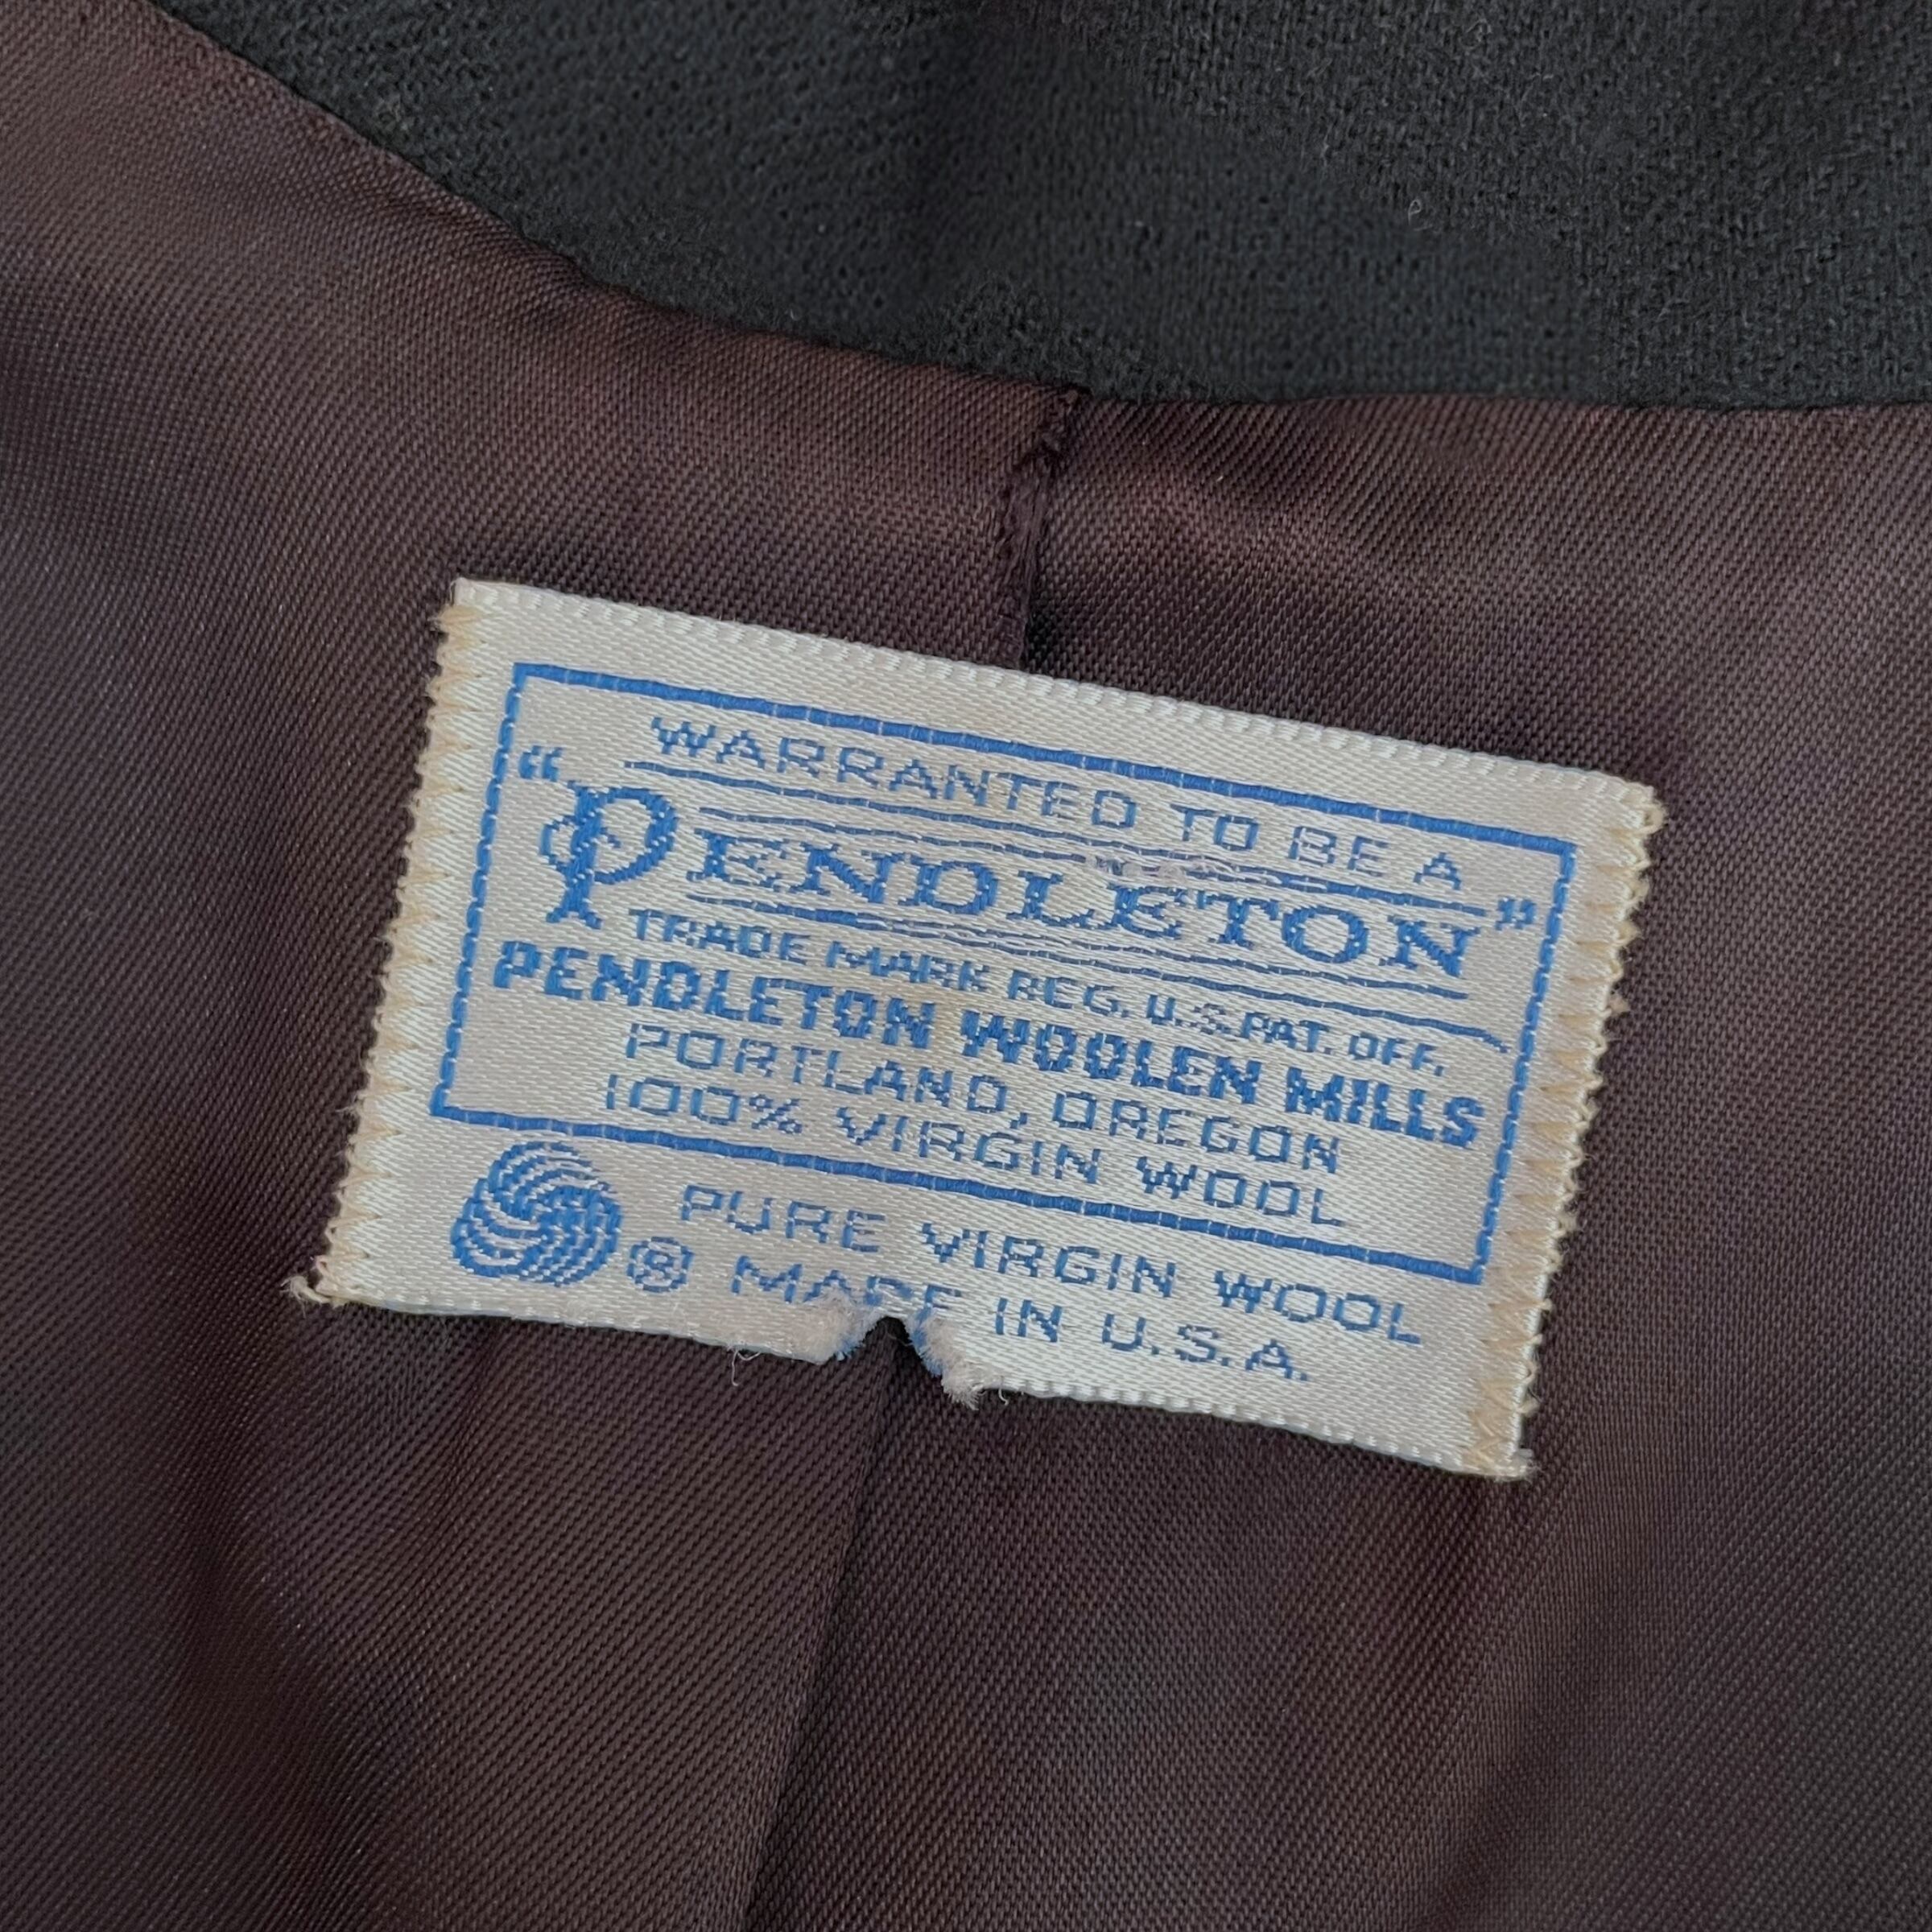 WARRANTED TO BE A
“PENDLETON”
TRADE MARK REG. U.S. PAT. OFF.
PENDLETON WOOLEN MILLS
PORTLAND, OREGON
100% VIRGIN WOOL
PURE VIRGIN WOOL
® MADE IN U.S.A.